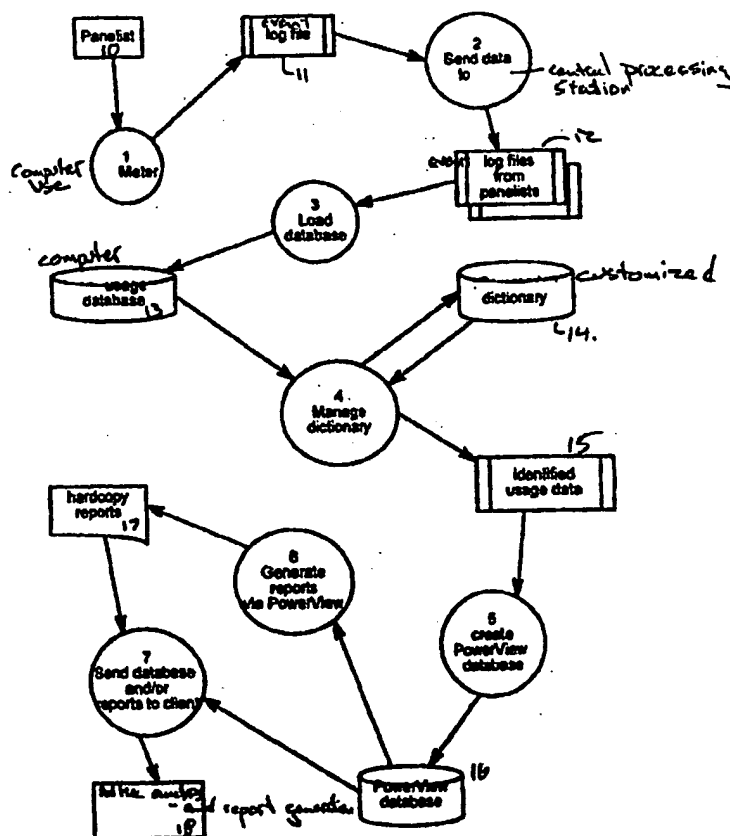 Panelist
10
event
log file
11
2
Send data
to
central processing
station
1
Meter
computer
use
12
event
log files
from
panelists
3
Load
database
computer
usage
database
13
customized
dictionary
14.
4
Manage
dictionary
15
identified
usage data
hardcopy
reports
17
6
Generate
reports
via PowerView
5
create
PowerView
database
7
Send database
and/or
reports to client
PowerView
database
16
and report generation
18